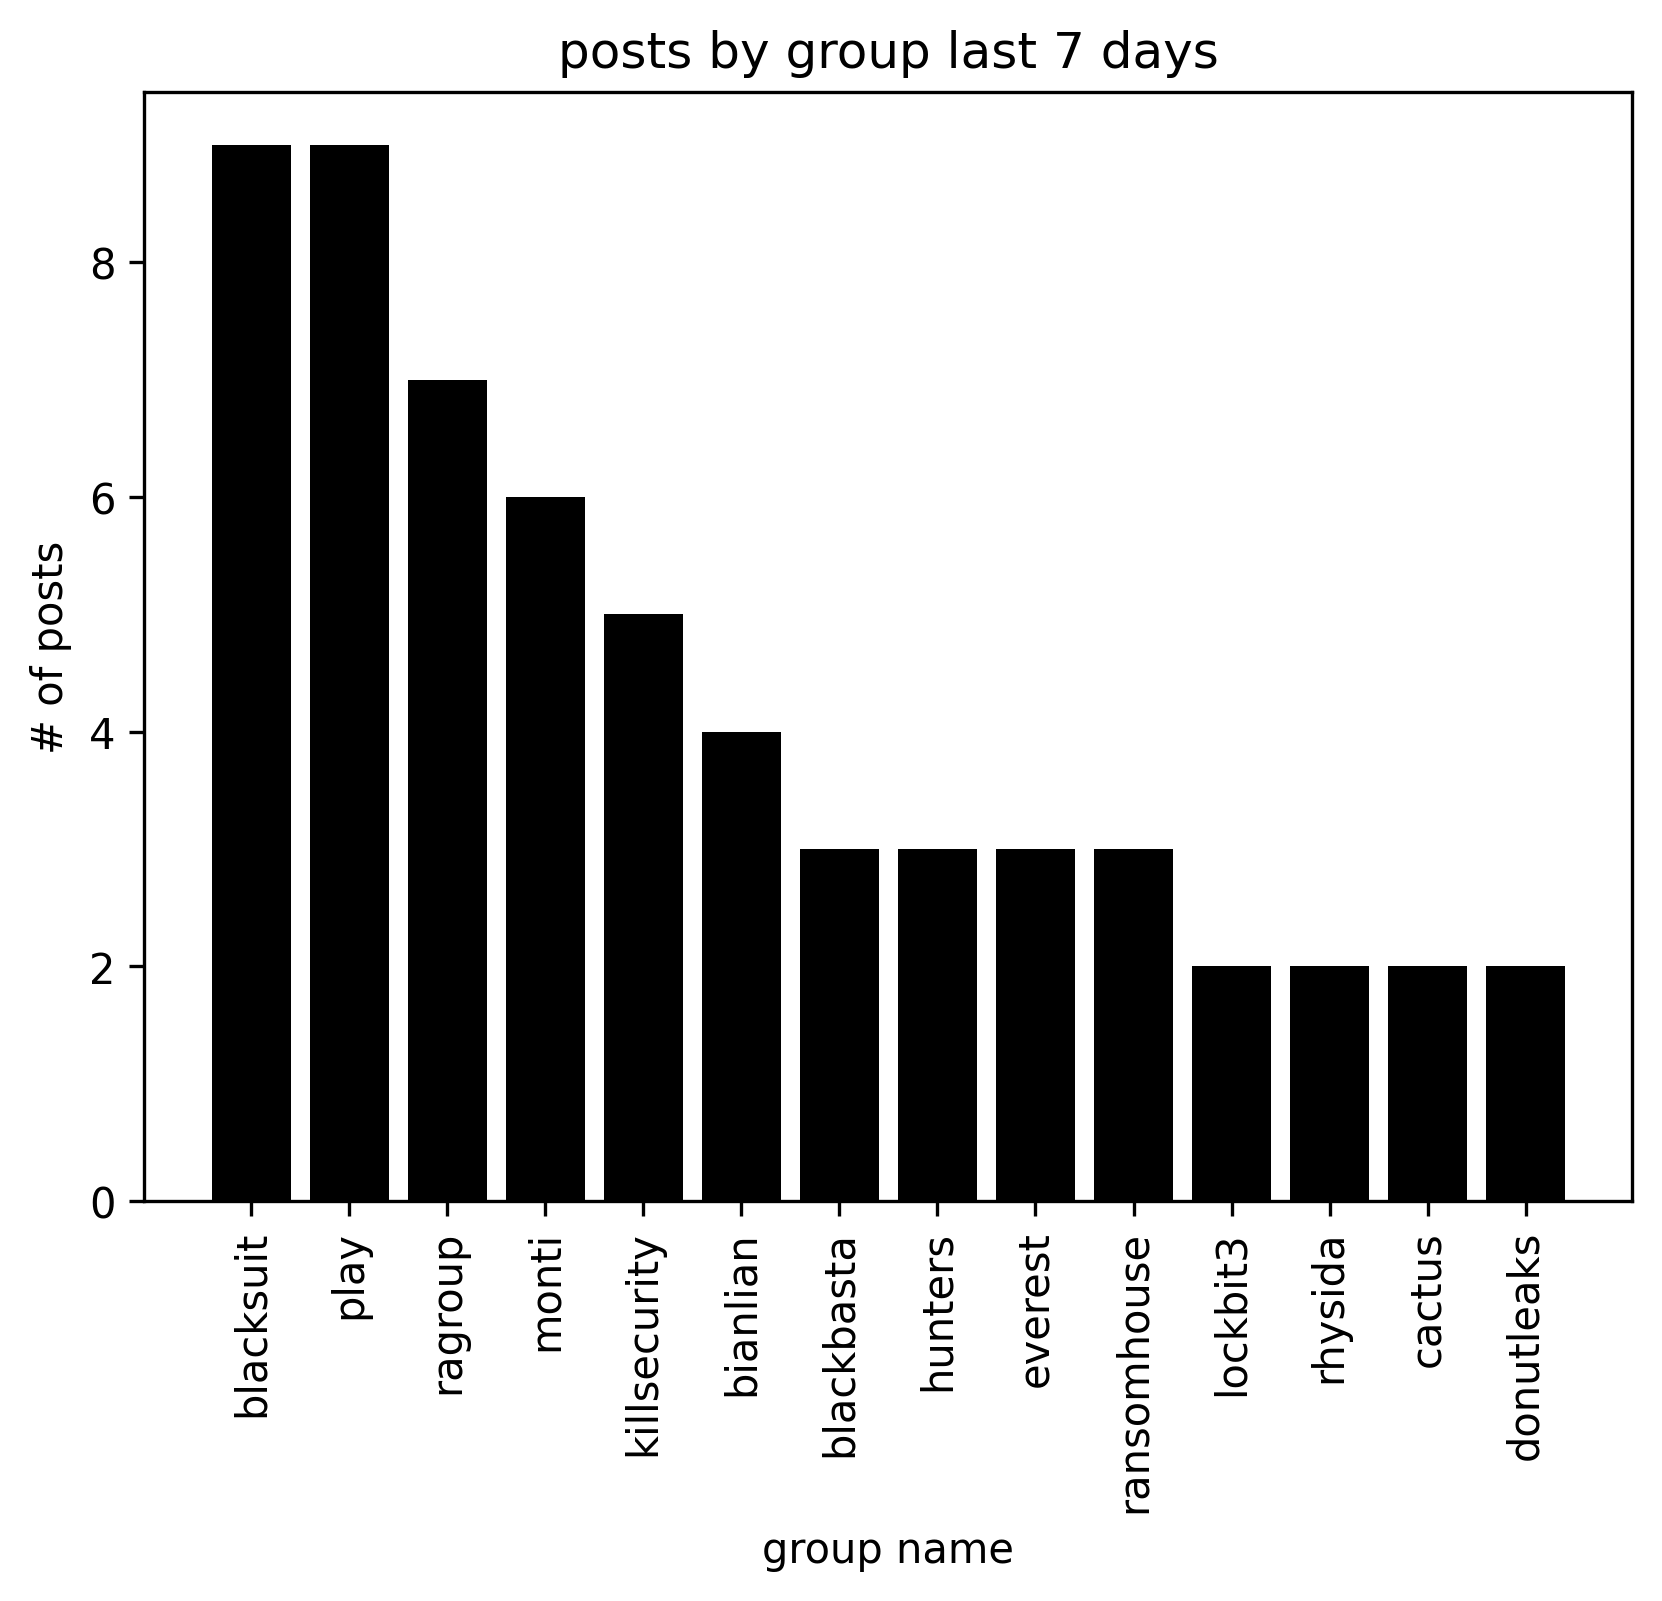 posts by group last 7 days
# of posts
8
6
4
2
0
blacksuit
play
ragroup
monti
killsecurity
bianlian
blackbasta
hunters
everest
ransomhouse
lockbit3
rhysida
cactus
donutleaks
group name